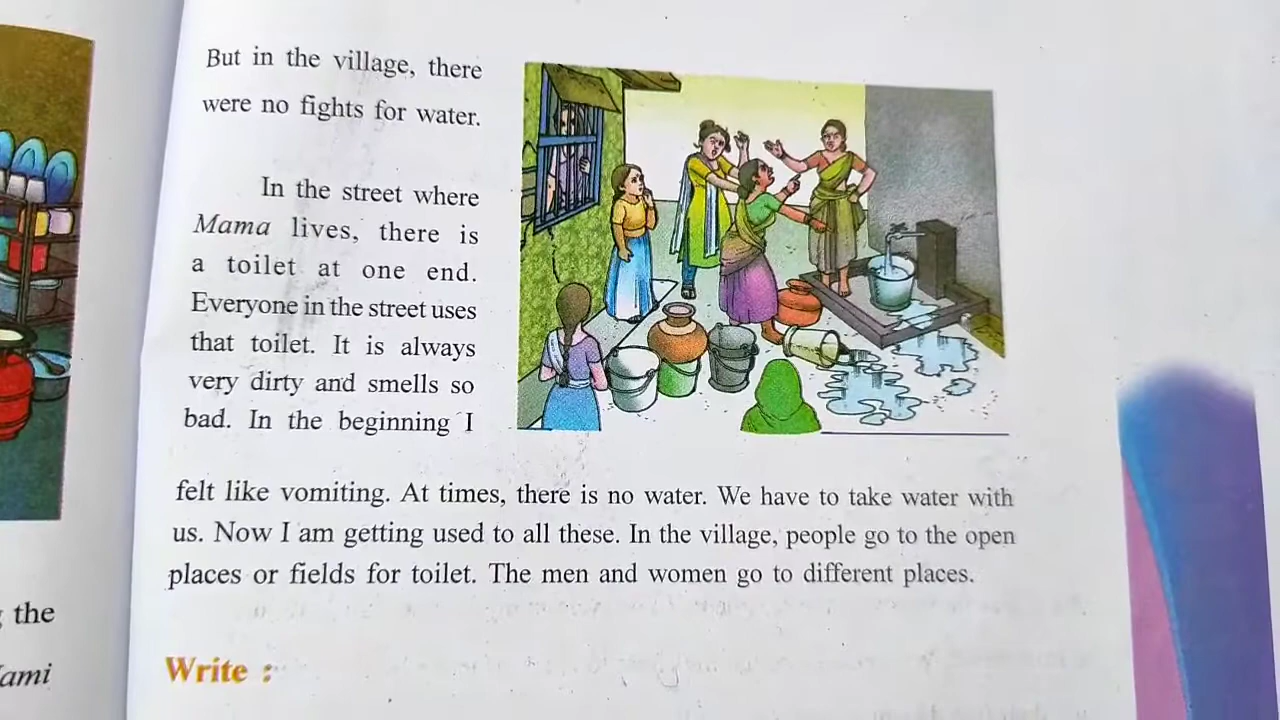 But in the village, there
were no fights for water.
In the street where
Mama lives, there is
a toilet at one end.
Everyone in the street uses
that toilet. It is always
very dirty and smells so
bad. In the beginning I
felt like vomiting. At times, there is no water. We have to take water with
us. Now I am getting used to all these. In the village, people go to the open
places or fields for toilet. The men and women go to different places.
the
Write :